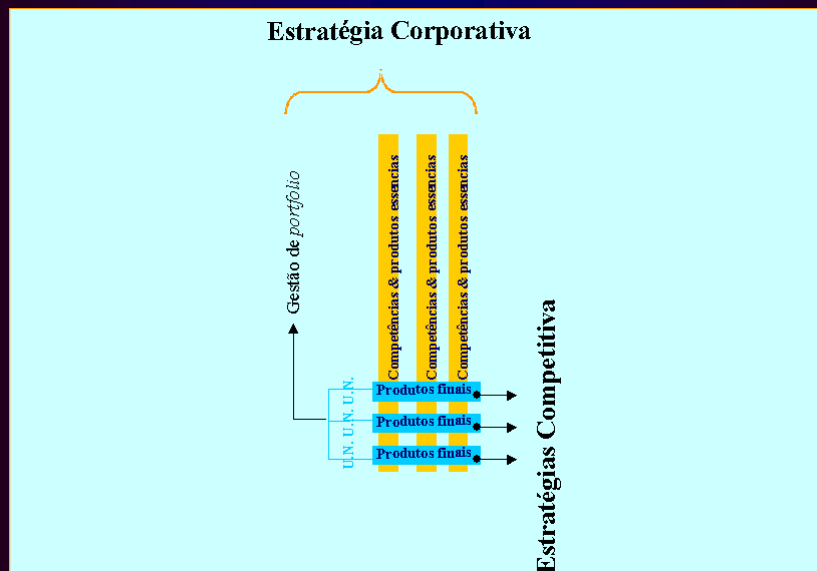 Estratégia Corporativa
Gestão de portfolio
Competências & produtos essencias
Competências & produtos essencias
Competências & produtos essencias
U.N. U.N. U.N.
Produtos finais
Produtos finais
Produtos finais
Estratégias Competitiva